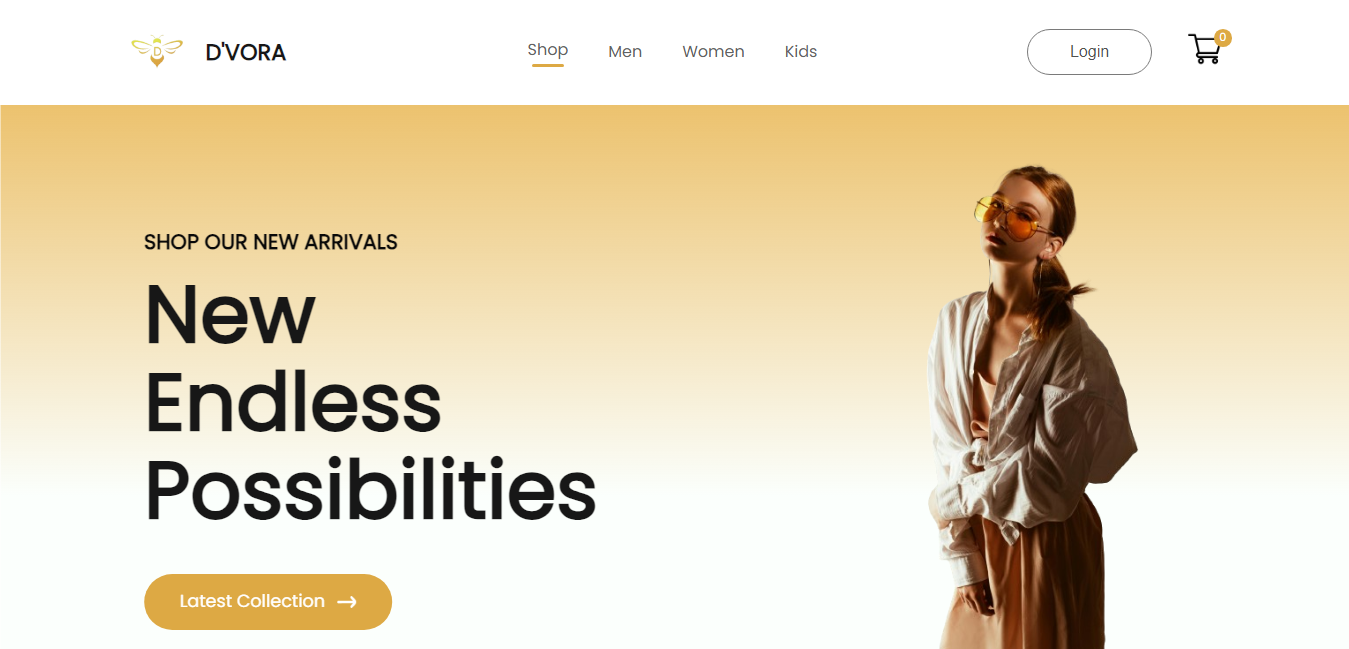 D
D'VORA
Shop
Men
Women
Kids
Login
0
SHOP OUR NEW ARRIVALS
New
Endless
Possibilities
Latest Collection